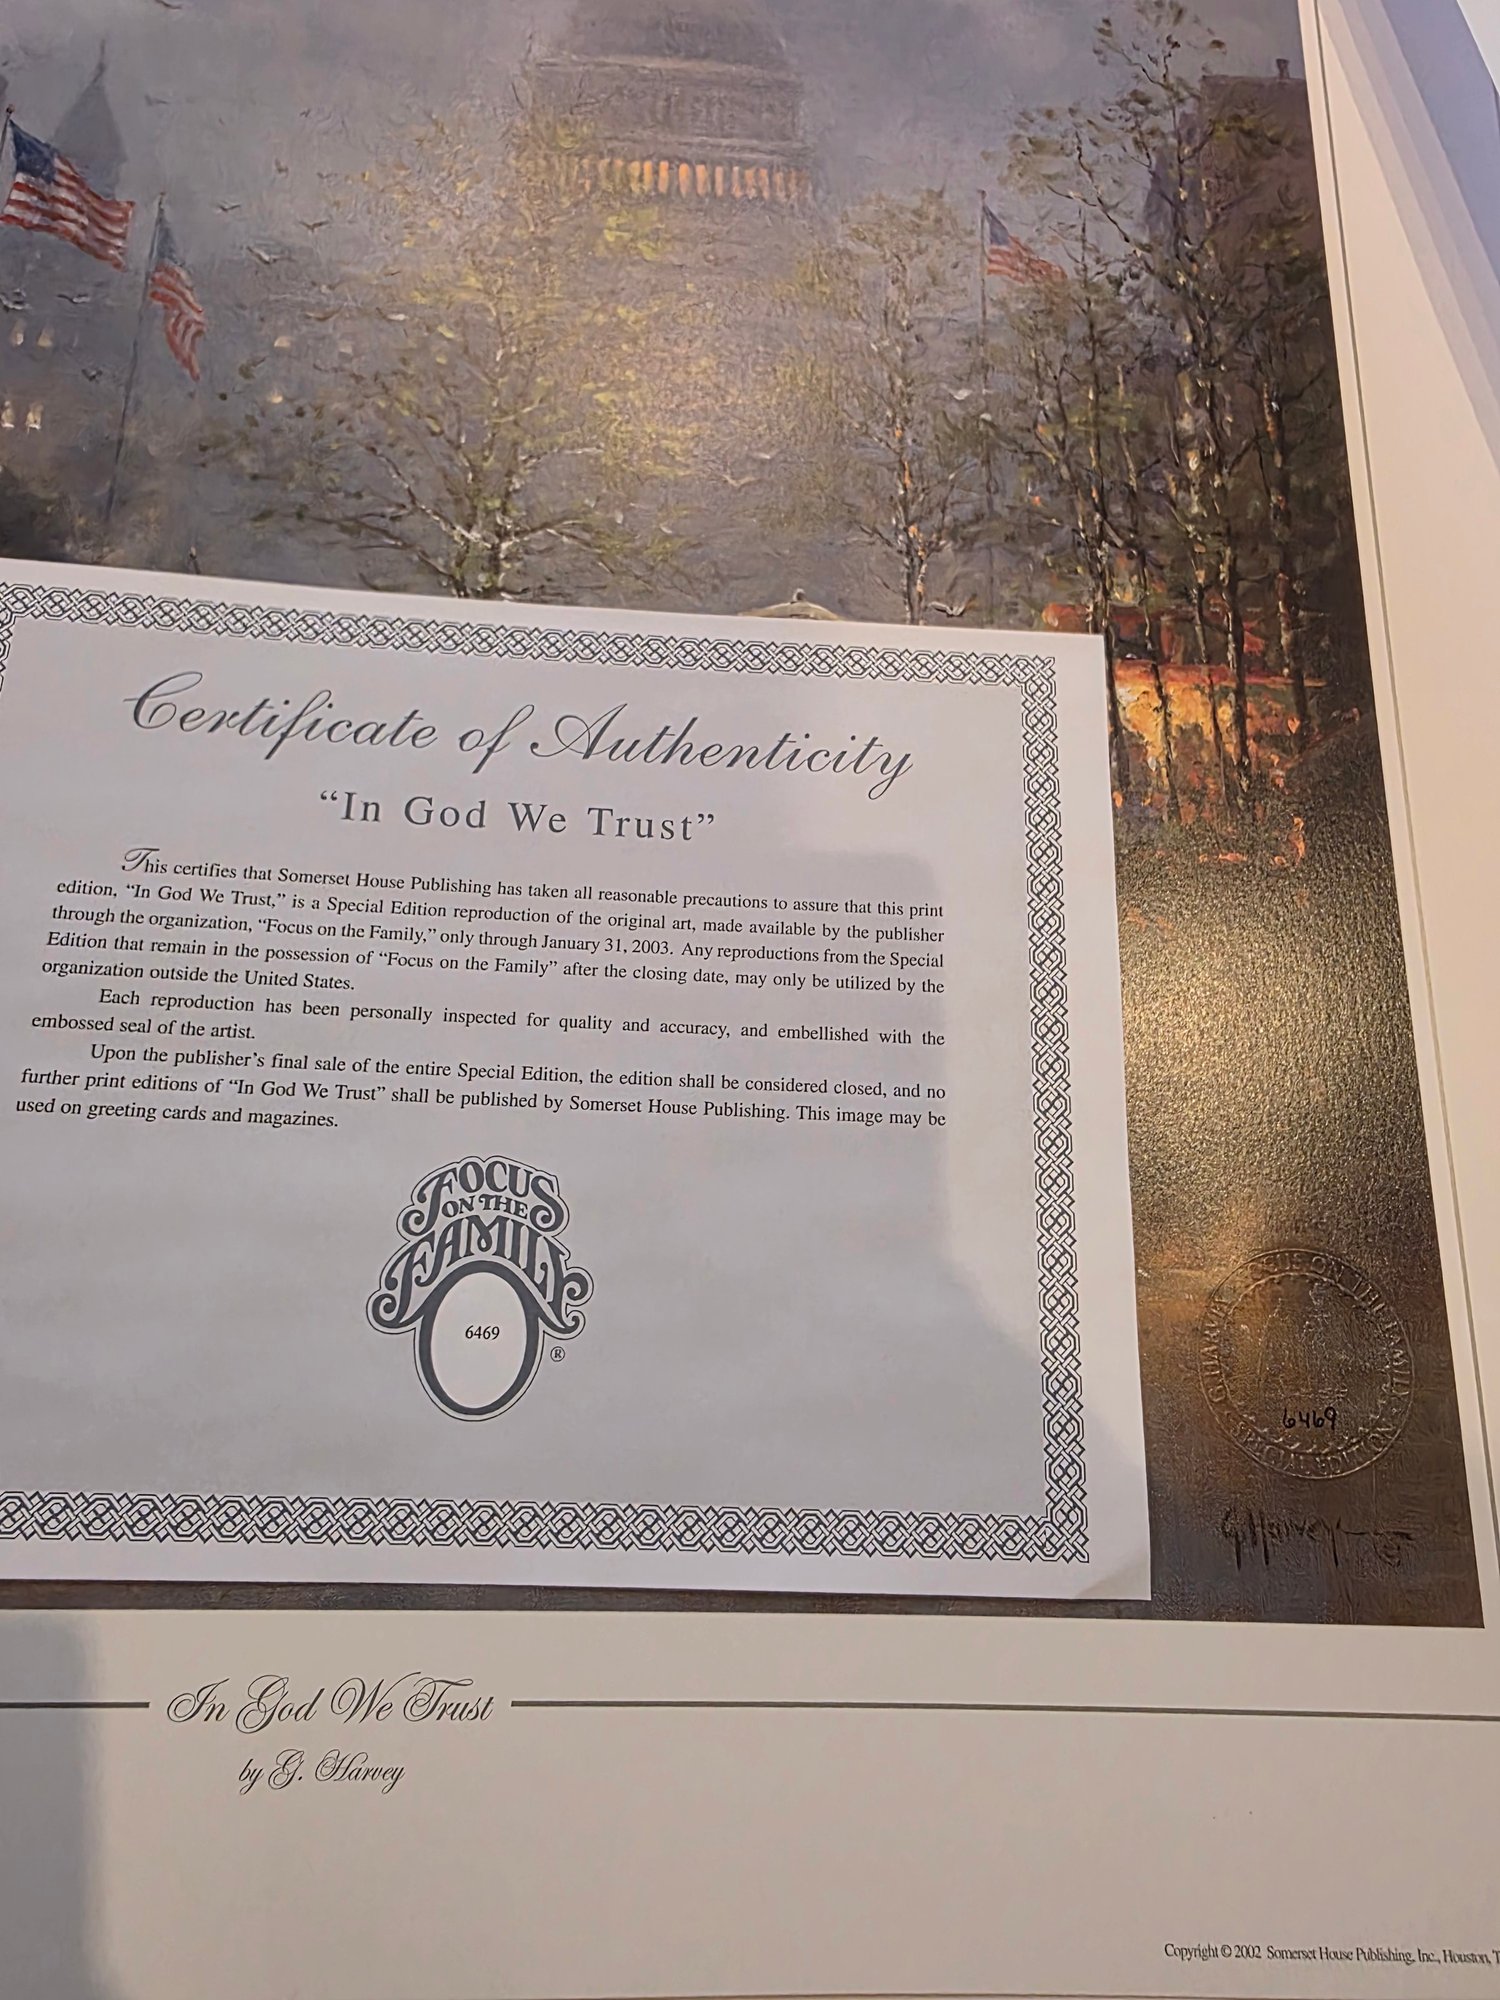 Certificate of Authenticity
“In God We Trust”
This certifies that Somerset House Publishing has taken all reasonable precautions to assure that this print
edition, “In God We Trust,” is a Special Edition reproduction of the original art, made available by the publisher
through the organization, “Focus on the Family,” only through January 31, 2003. Any reproductions from the Special
Edition that remain in the possession of “Focus on the Family” after the closing date, may only be utilized by the
organization outside the United States.
Each reproduction has been personally inspected for quality and accuracy, and embellished with the
embossed seal of the artist.
Upon the publisher’s final sale of the entire Special Edition, the edition shall be considered closed, and no
further print editions of “In God We Trust” shall be published by Somerset House Publishing. This image may be
used on greeting cards and magazines.
FOCUS
ON THE
FAMILY
6469
®
FOCUS ON THE FAMILY
G. HARVEY
SPECIAL EDITION
6469
G. Harvey
In God We Trust
by G. Harvey
Copyright © 2002 Somerset House Publishing, Inc., Houston, T